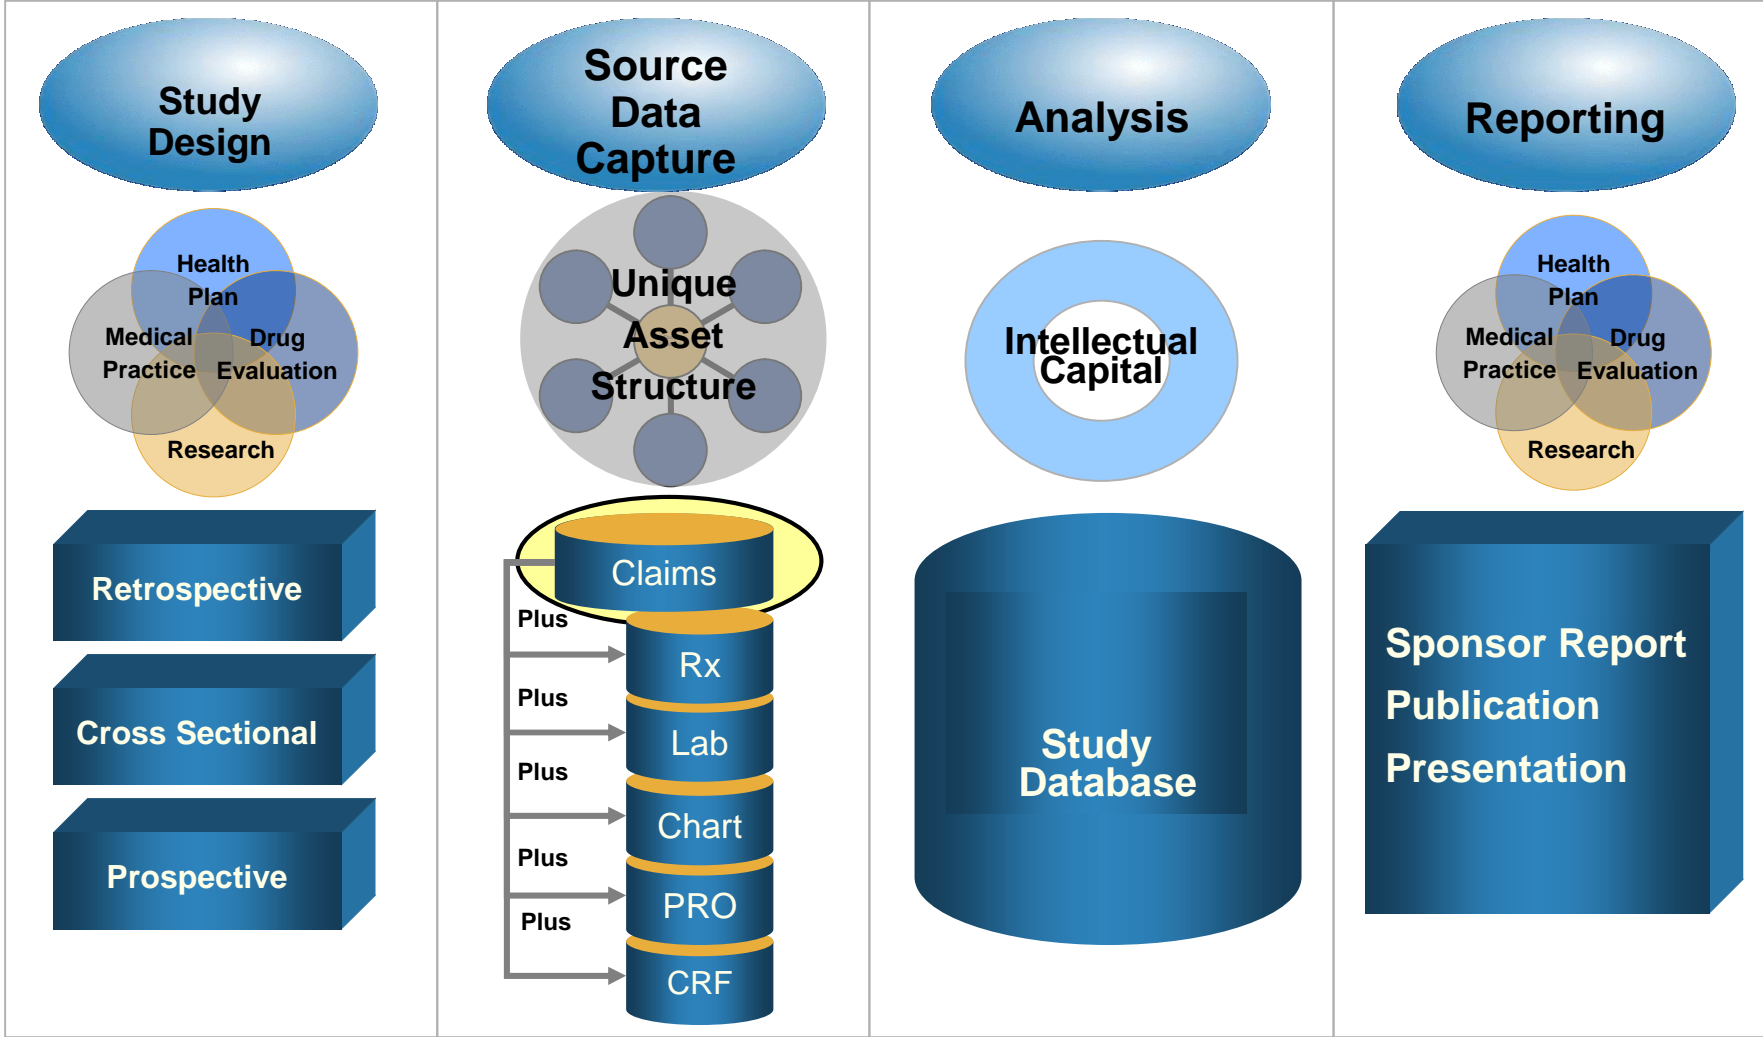 Study
Design
Health
Plan
Medical
Drug
Practice
Evaluation
Research
Retrospective
Cross Sectional
Prospective
Source
Data
Capture
Unique
Asset
Structure
Claims
Plus
Rx
Plus
Lab
Plus
Chart
Plus
PRO
Plus
CRF
Analysis
Intellectual
Capital
Study
Database
Reporting
Health
Plan
Medical
Drug
Practice
Evaluation
Research
Sponsor Report
Publication
Presentation